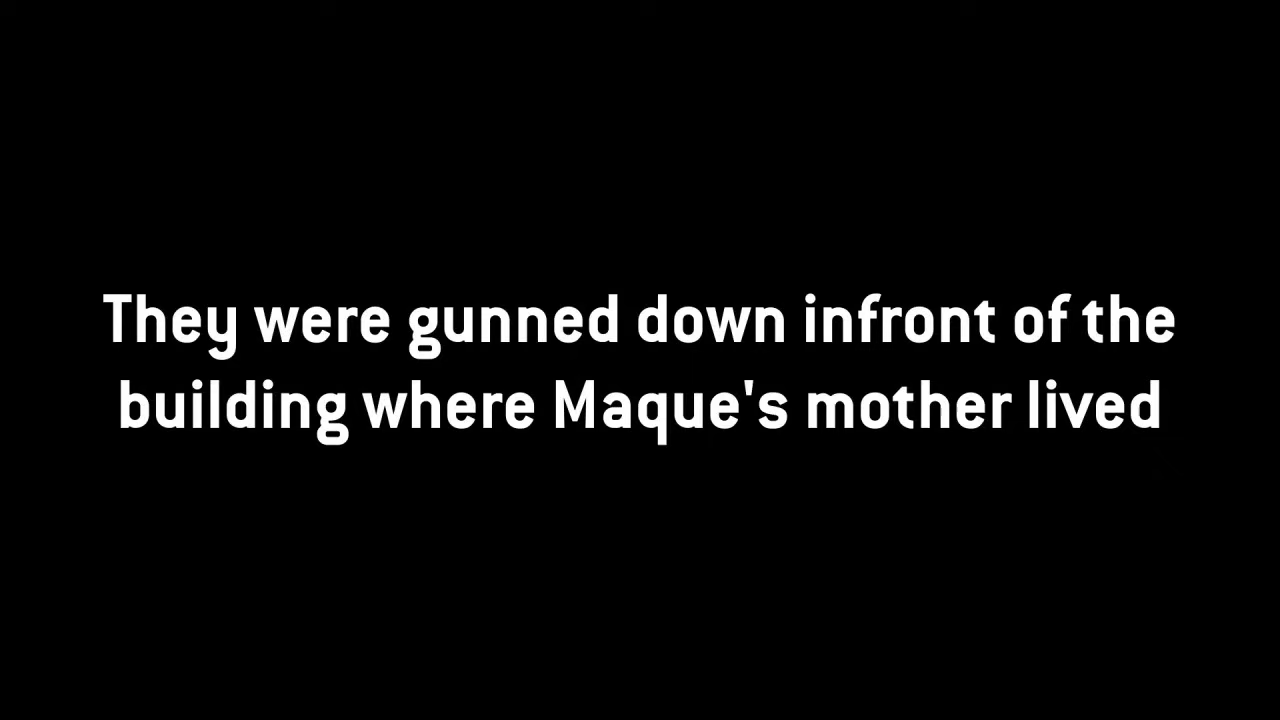 They were gunned down infront of the
building where Maque's mother lived